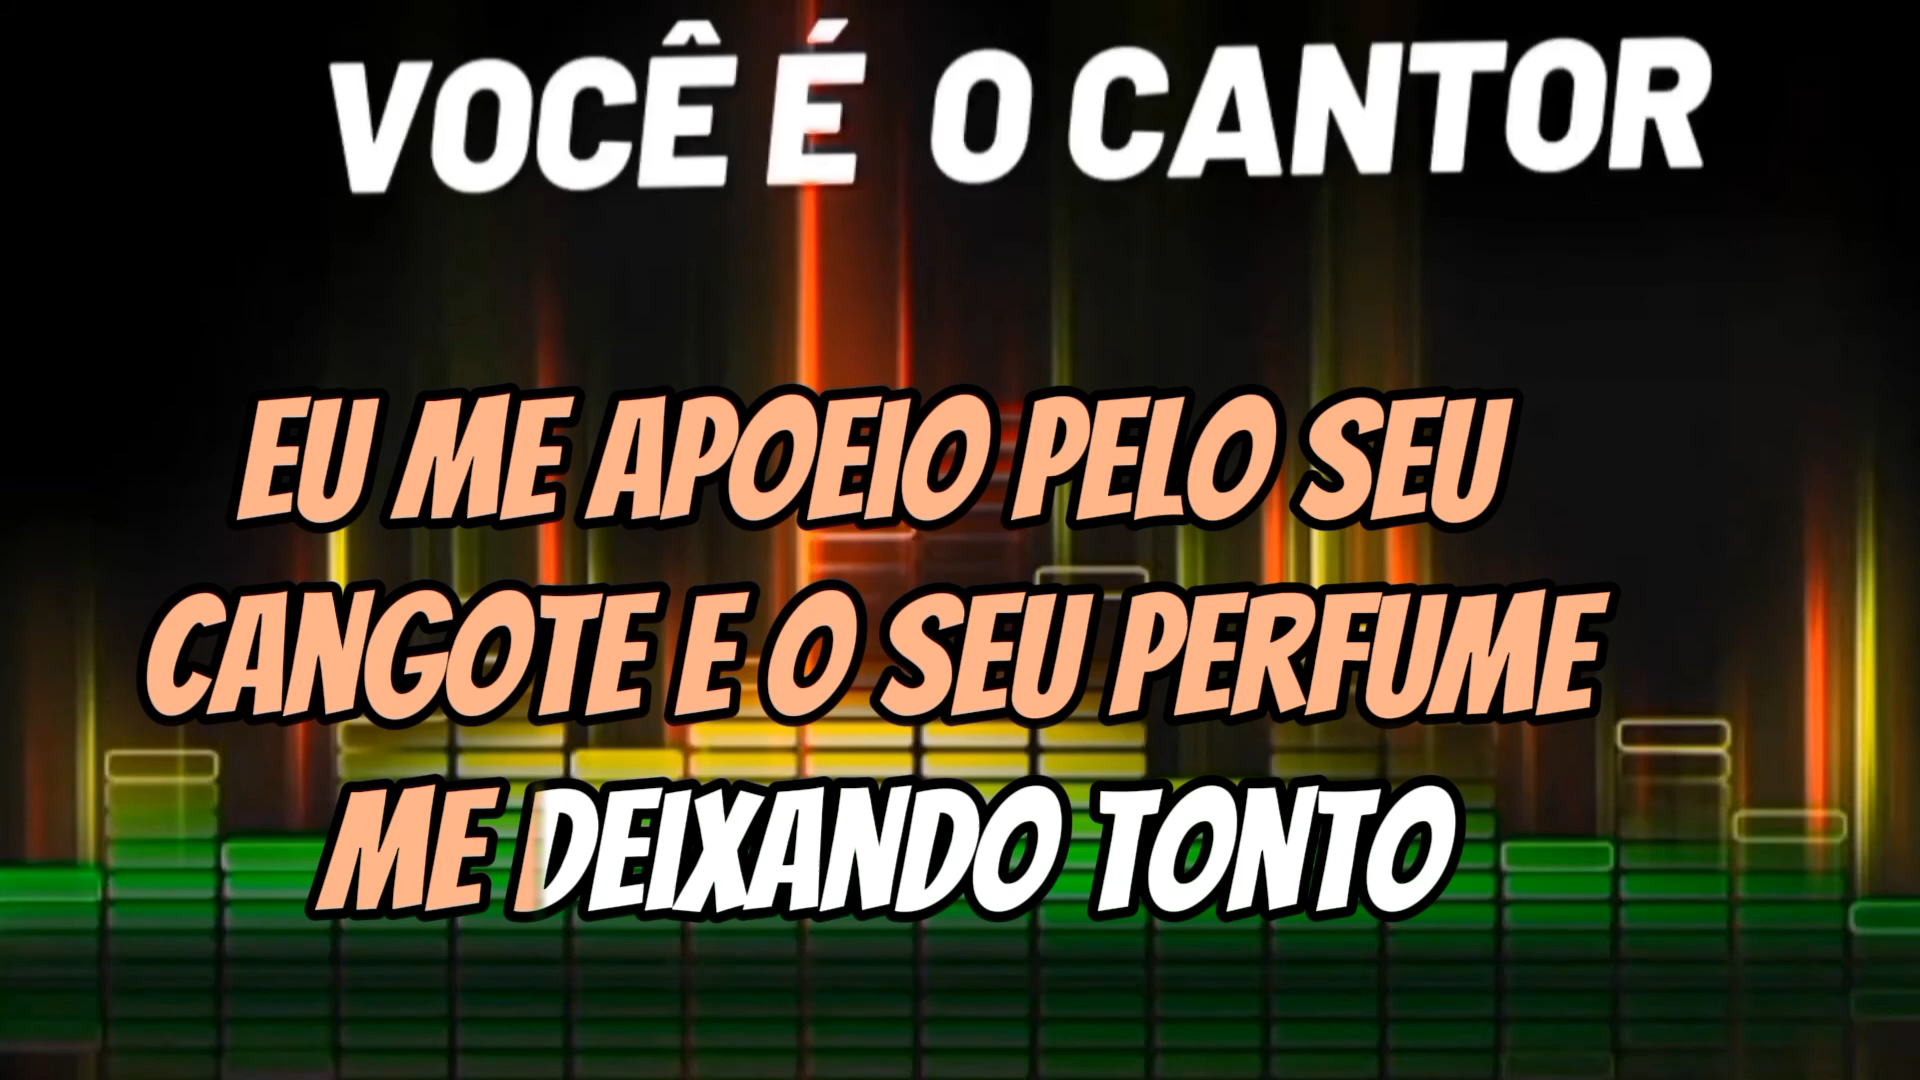 VOCÊ É O CANTOR
EU ME APOEIO PELO SEU
CANGOTE E O SEU PERFUME
ME DEIXANDO TONTO